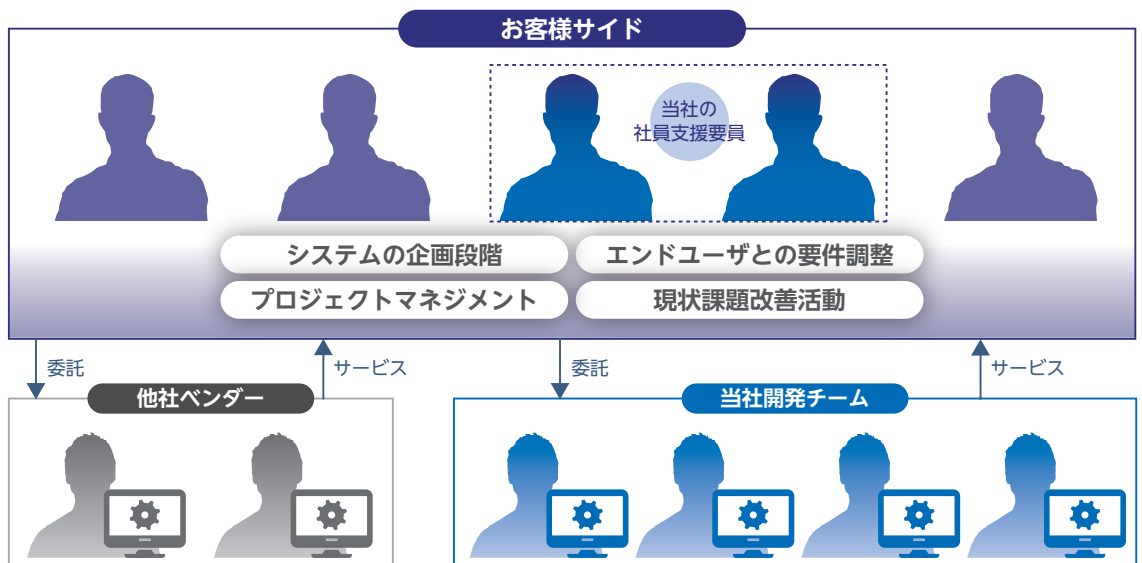 お客様サイド
当社の
社員支援要員
システムの企画段階
エンドユーザとの要件調整
プロジェクトマネジメント
現状課題改善活動
委託
サービス
委託
サービス
他社ベンダー
当社開発チーム